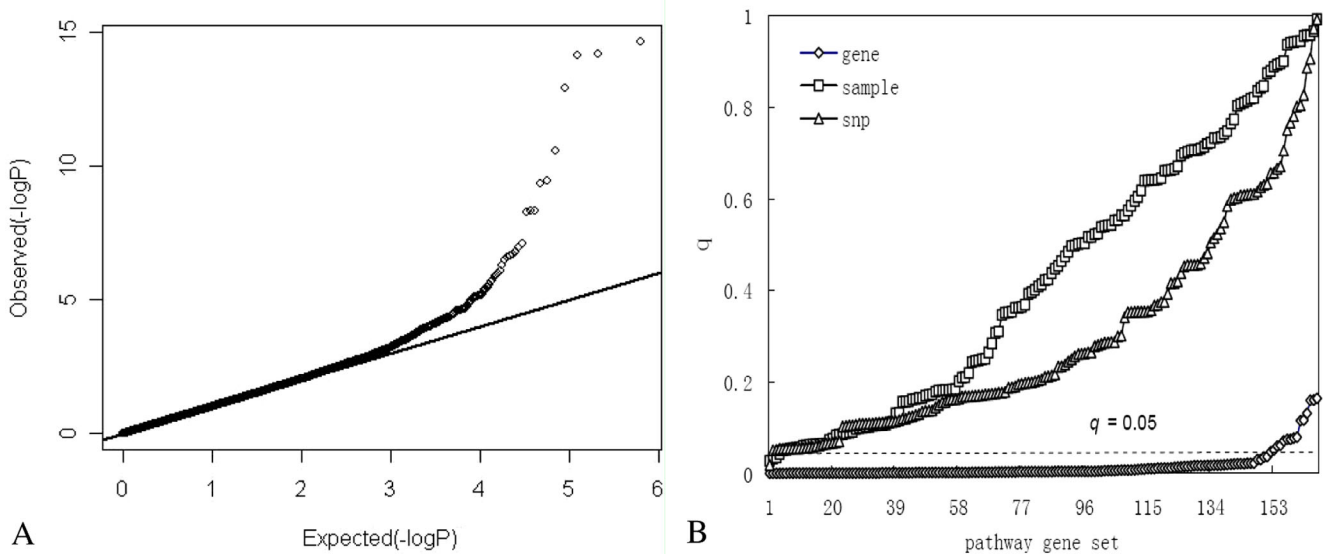 15
10
5
0
Observed(-logP)
0 1 2 3 4 5 6
Expected(-logP)
A
1
0.8
0.6
0.4
0.2
0
q
gene
sample
snp
q = 0.05
1 20 39 58 77 96 115 134 153
pathway gene set
B